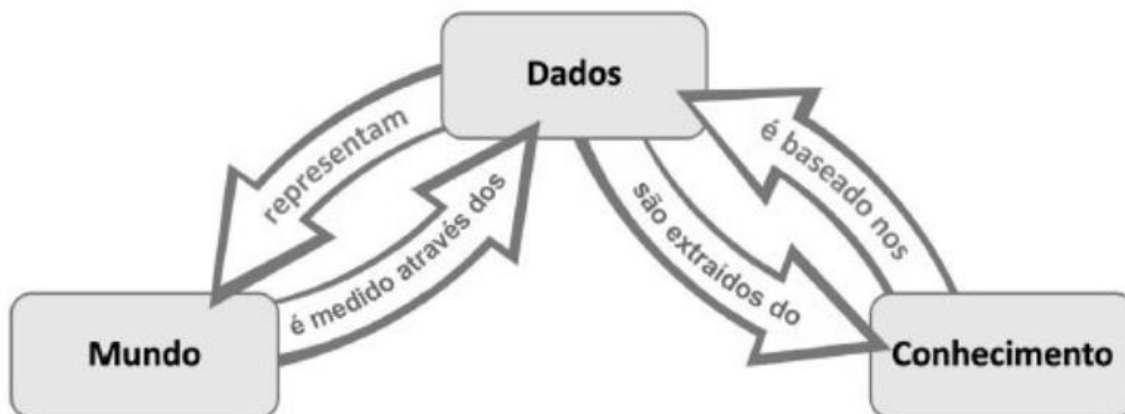 Dados
representam
é medido através dos
são extraídos do
é baseado nos
Mundo
Conhecimento